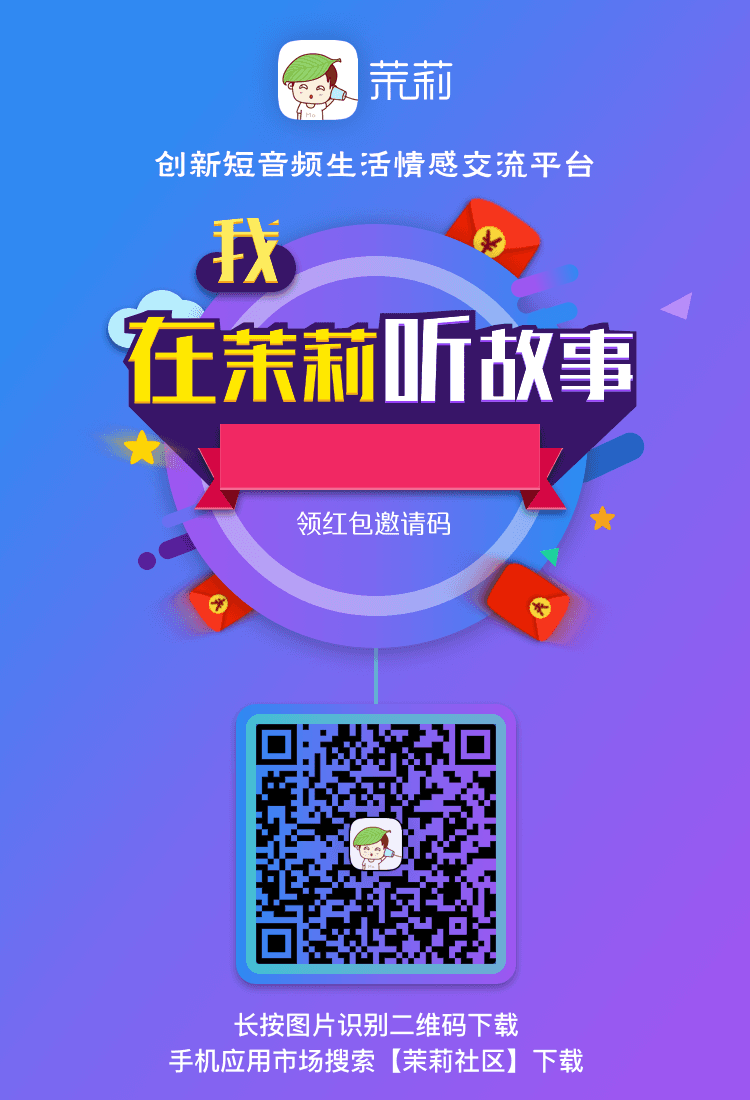 茉莉
创新短音频生活情感交流平台
我
在茉莉听故事
领红包邀请码
长按图片识别二维码下载
手机应用市场搜索【茉莉社区】下载